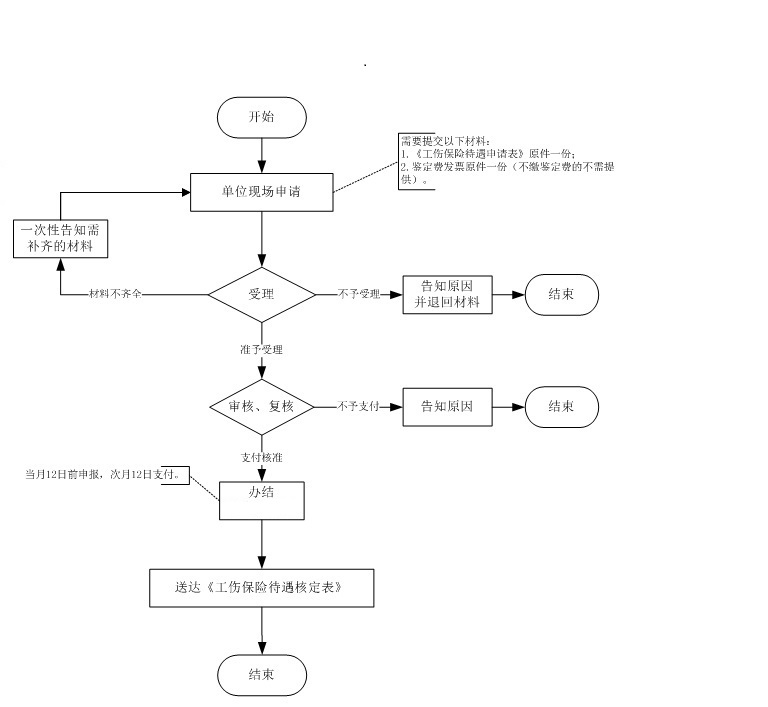 开始
需要提交以下材料：
1.《工伤保险待遇申请表》原件一份；
2.鉴定费发票原件一份（不缴鉴定费的不需提
供）。
单位现场申请
一次性告知需
补齐的材料
材料不齐全
受理
不予受理
告知原因
并退回材料
结束
准予受理
审核、复核
不予支付
告知原因
结束
支付核准
当月12日前申报，次月12日支付。
办结
送达《工伤保险待遇核定表》
结束